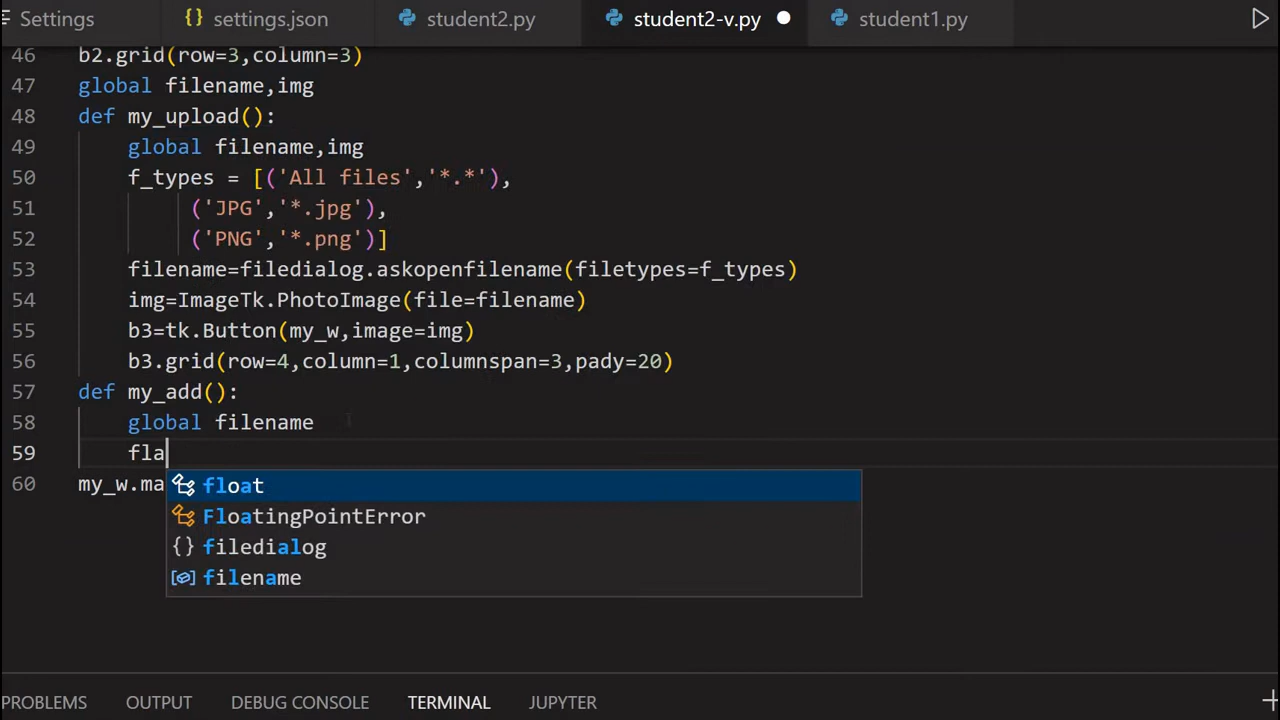 Settings
{} settings.json
student2.py
student2-v.py
student1.py
46 b2.grid(row=3,column=3)
47 global filename,img
48 def my_upload():
49 global filename,img
50 f_types = [('All files','*.*'),
51 ('JPG','*.jpg'),
52 ('PNG','*.png')]
53 filename=filedialog.askopenfilename(filetypes=f_types)
54 img=ImageTk.PhotoImage(file=filename)
55 b3=tk.Button(my_w,image=img)
56 b3.grid(row=4,column=1,columnspan=3,pady=20)
57 def my_add():
58 global filename
59 fla
float
60 my_w.ma
FloatingPointError
{} filedialog
filename
PROBLEMS
OUTPUT
DEBUG CONSOLE
TERMINAL
JUPYTER